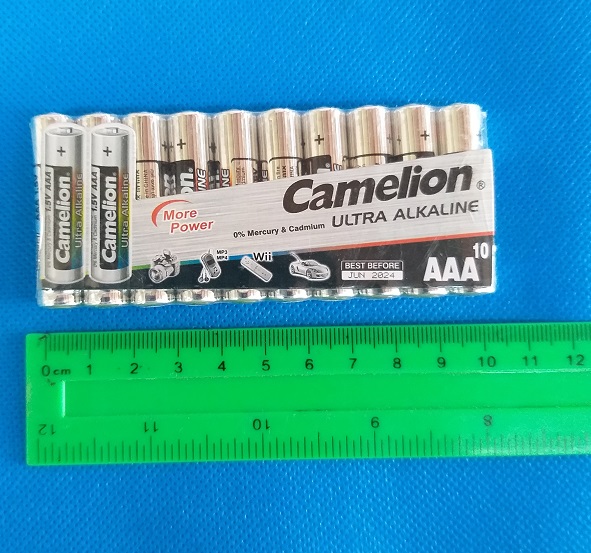 Camelion®
ULTRA ALKALINE
More
Power
0% Mercury & Cadmium
MP3
MP4
Wii
BEST BEFORE
JUN 2024
AAA 10
1.5V AAA
Camelion
Ultra Alkaline
1.5V AAA
Camelion
Ultra Alkaline
0 cm 1 2 3 4 5 6 7 8 9 10 11 12
12 11 10 9 8